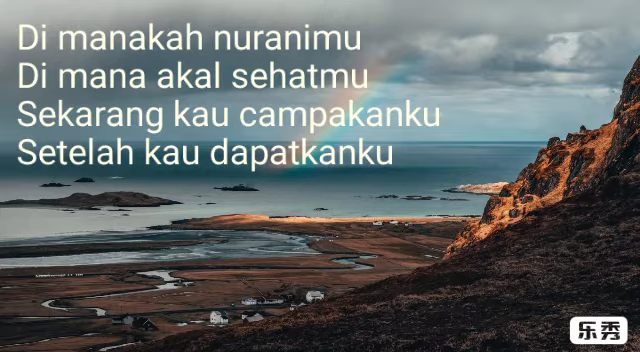 Di manakah nuranimu
Di mana akal sehatmu
Sekarang kau campakanku
Setelah kau dapatkanku
乐秀